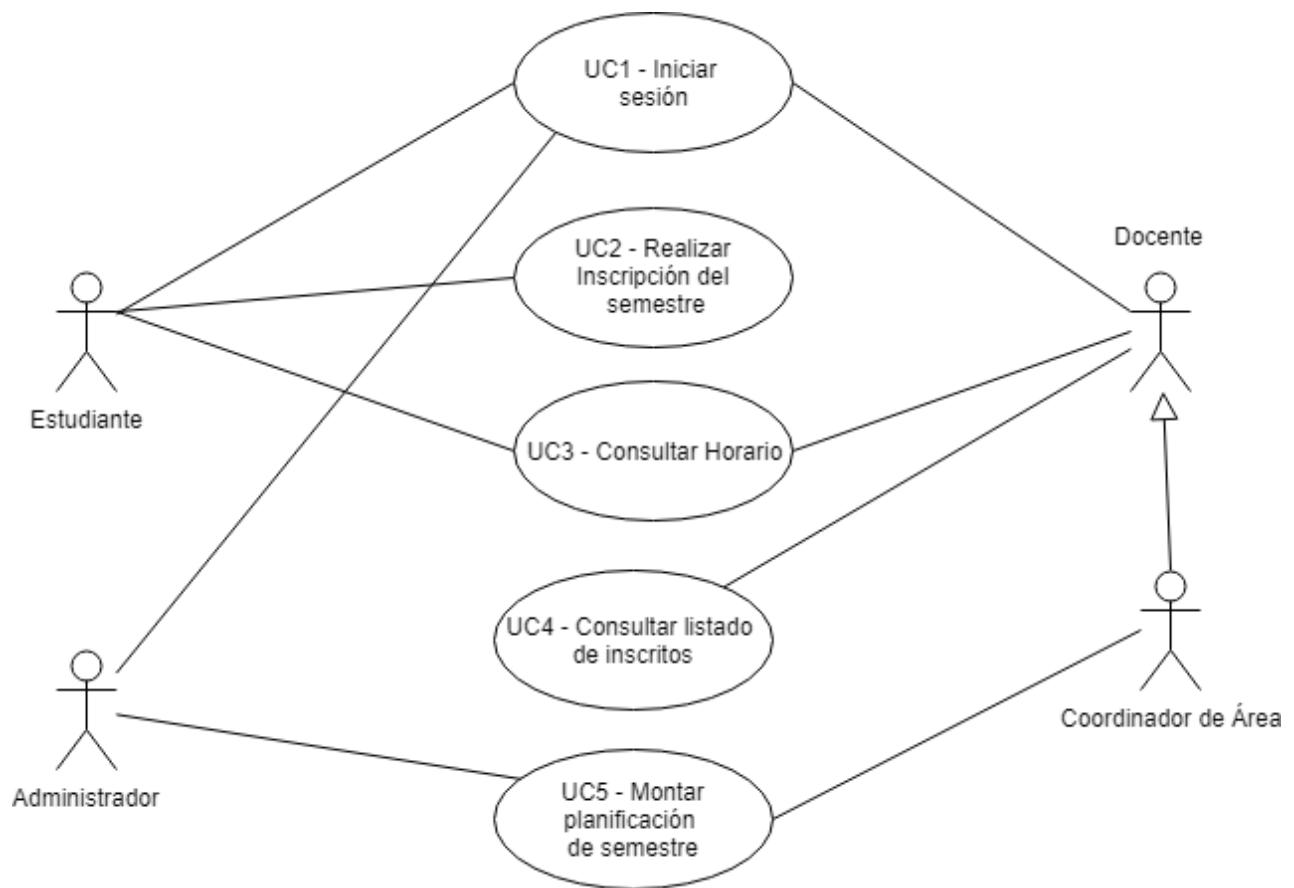 UC1 - Iniciar
sesión
UC2 - Realizar
Inscripción del
semestre
Docente
Estudiante
UC3 - Consultar Horario
UC4 - Consultar listado
de inscritos
Coordinador de Área
Administrador
UC5 - Montar
planificación
de semestre